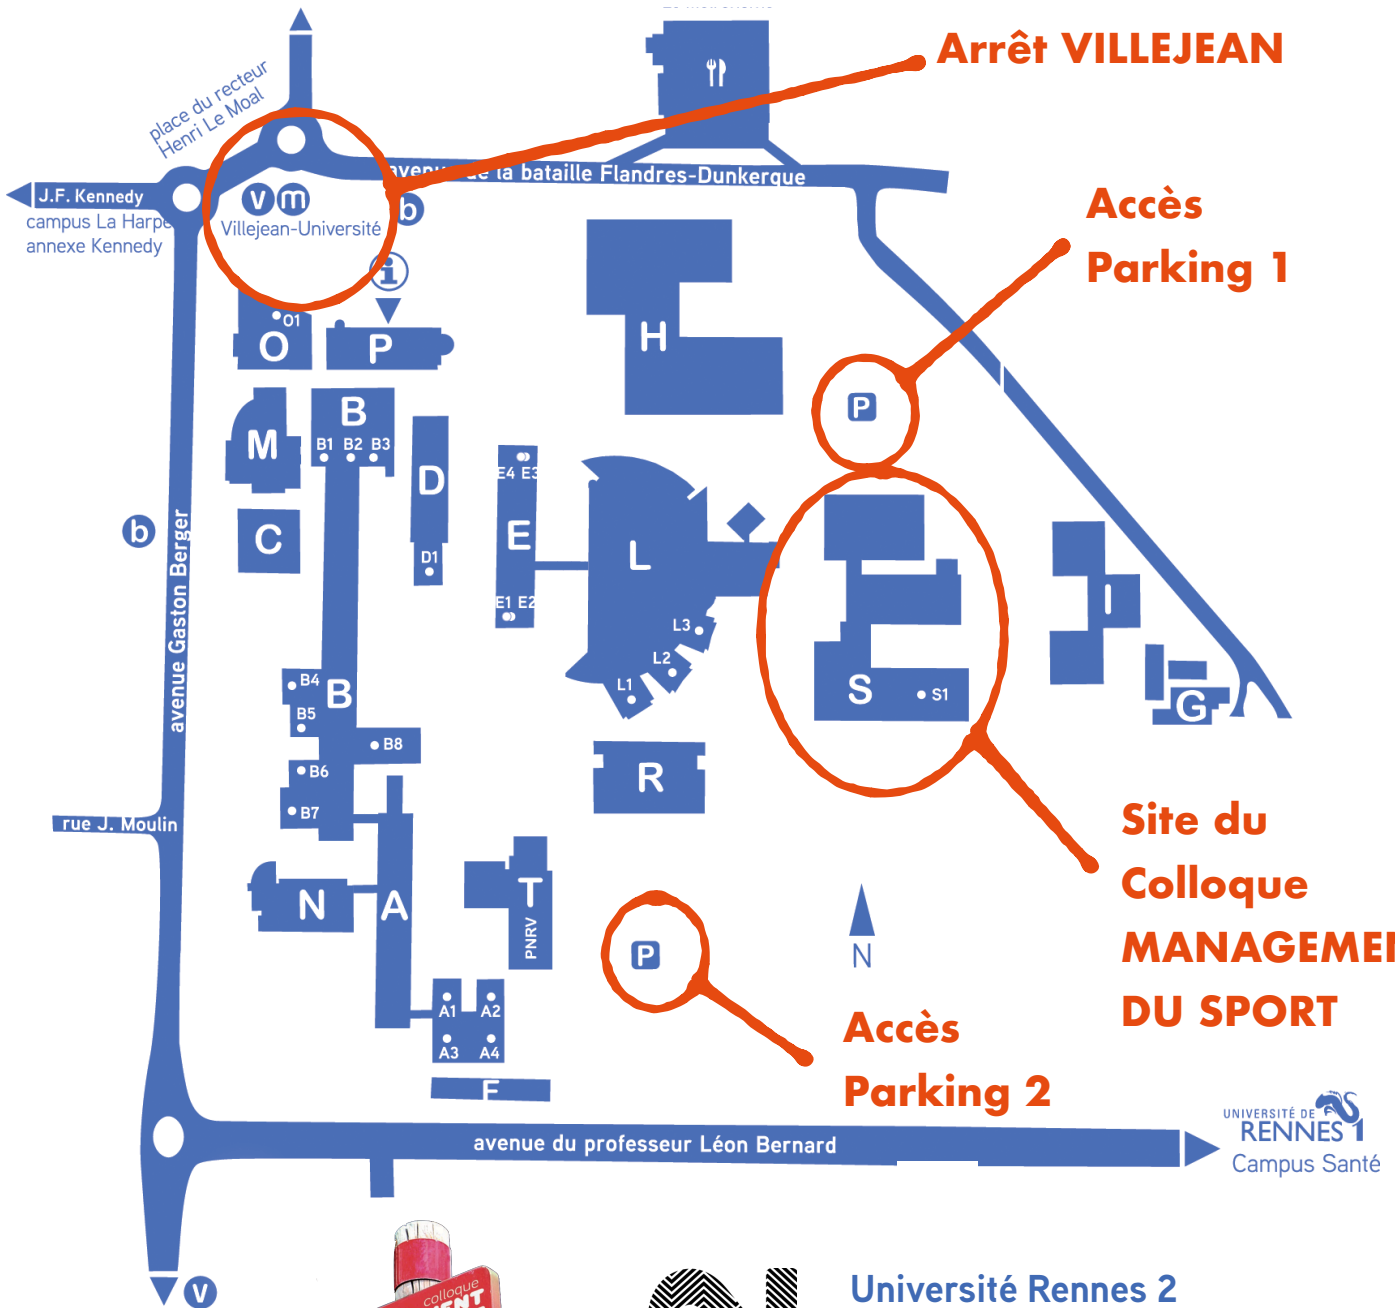 Arrêt VILLEJEAN
place du recteur
Henri Le Moal
avenue de la bataille Flandres-Dunkerque
J.F. Kennedy
campus La Harpe
annexe Kennedy
v m
b
Villejean-Université
i
Accès
Parking 1
O1
O
P
H
P
B
B1 B2 B3
M
D
E4 E3
C
E
L
b
D1
I
E1 E2
L3
L2
L1
avenue Gaston Berger
B4
B
B5
S
S1
G
B8
B6
R
B7
rue J. Moulin
Site du
Colloque
MANAGEMEN
DU SPORT
N
A
T
PNRV
P
N
A1 A2
A3 A4
Accès
Parking 2
F
UNIVERSITÉ DE
RENNES 1
Campus Santé
avenue du professeur Léon Bernard
v
colloque
Université Rennes 2